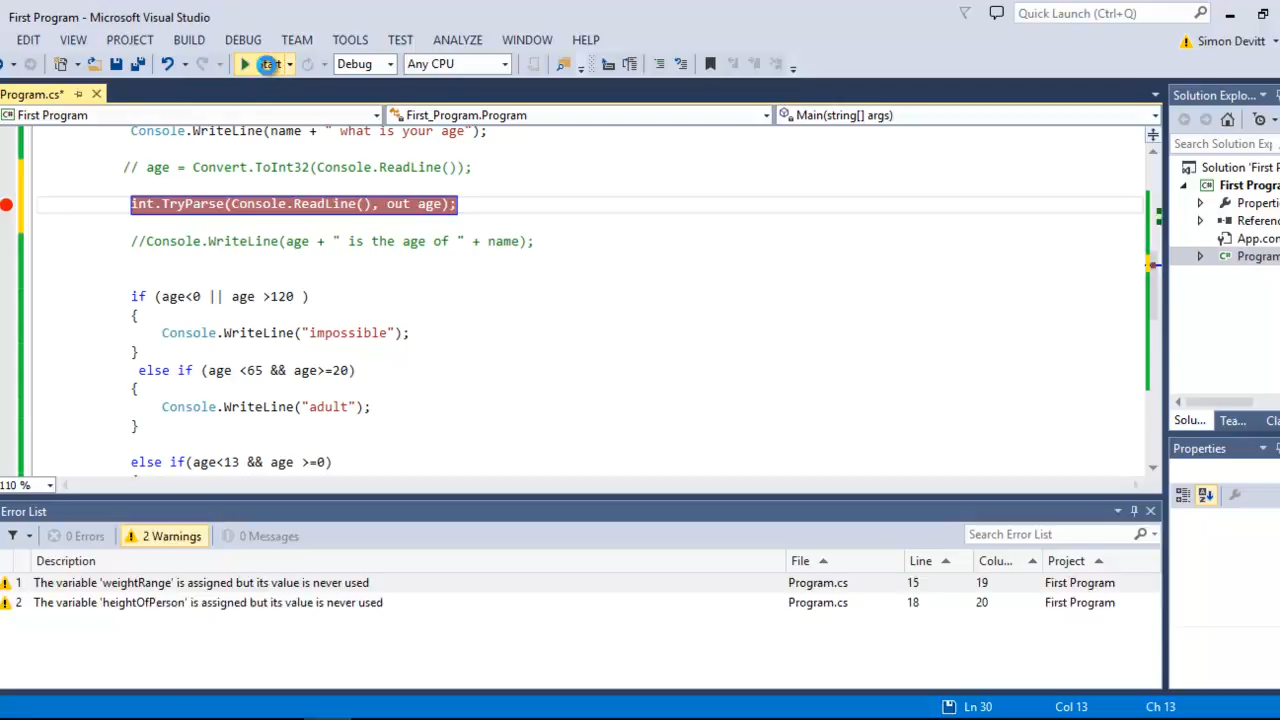 First Program - Microsoft Visual Studio
Quick Launch (Ctrl+Q)
EDIT VIEW PROJECT BUILD DEBUG TEAM TOOLS TEST ANALYZE WINDOW HELP
Simon Devitt
Debug Any CPU
Program.cs*
Solution Explo...
First Program
First_Program.Program
Main(string[] args)
Console.WriteLine(name + " what is your age");
Search Solution Exp
// age = Convert.ToInt32(Console.ReadLine());
Solution 'First P
First Progra
int.TryParse(Console.ReadLine(), out age);
Properti
Referenc
//Console.WriteLine(age + " is the age of " + name);
App.con
Program
if (age<0 || age >120 )
{
Console.WriteLine("impossible");
}
else if (age <65 && age>=20)
{
Console.WriteLine("adult");
}
Solu... Tea... Cla
else if(age<13 && age >=0)
Properties
110 %
Error List
0 Errors 2 Warnings 0 Messages
Search Error List
Description File Line Colu... Project
1 The variable 'weightRange' is assigned but its value is never used Program.cs 15 19 First Program
2 The variable 'heightOfPerson' is assigned but its value is never used Program.cs 18 20 First Program
Ln 30 Col 13 Ch 13